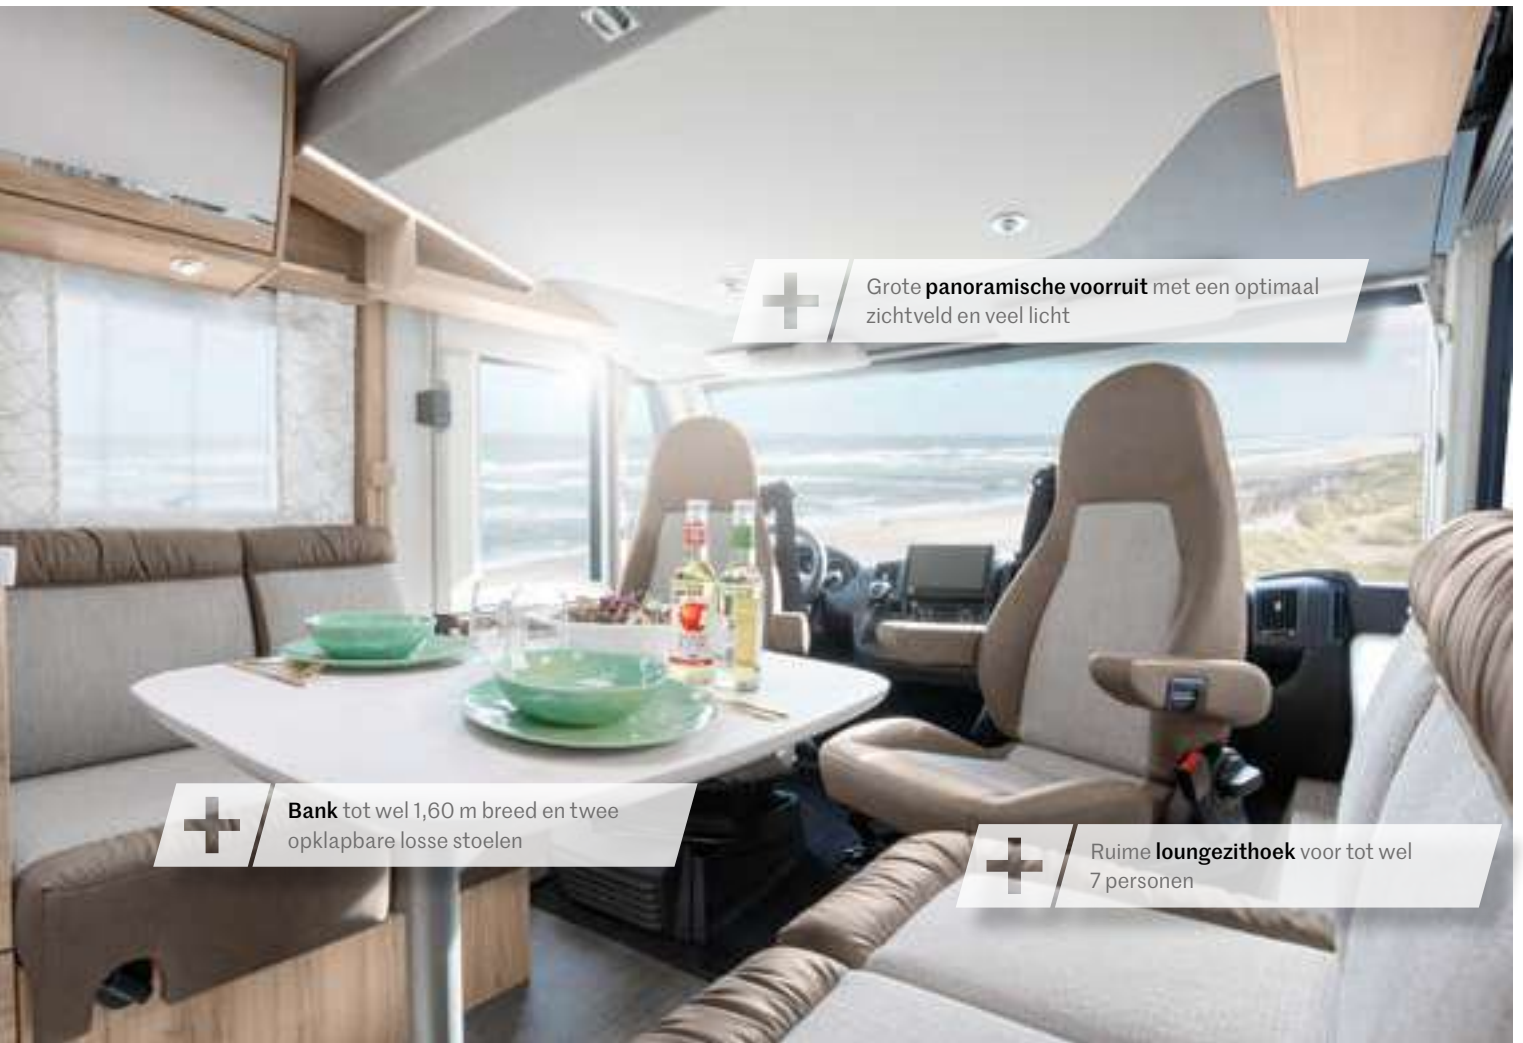 Grote panoramische voorruit met een optimaal
zichtveld en veel licht
Bank tot wel 1,60 m breed en twee
opklapbare losse stoelen
Ruime loungezithoek voor tot wel
7 personen